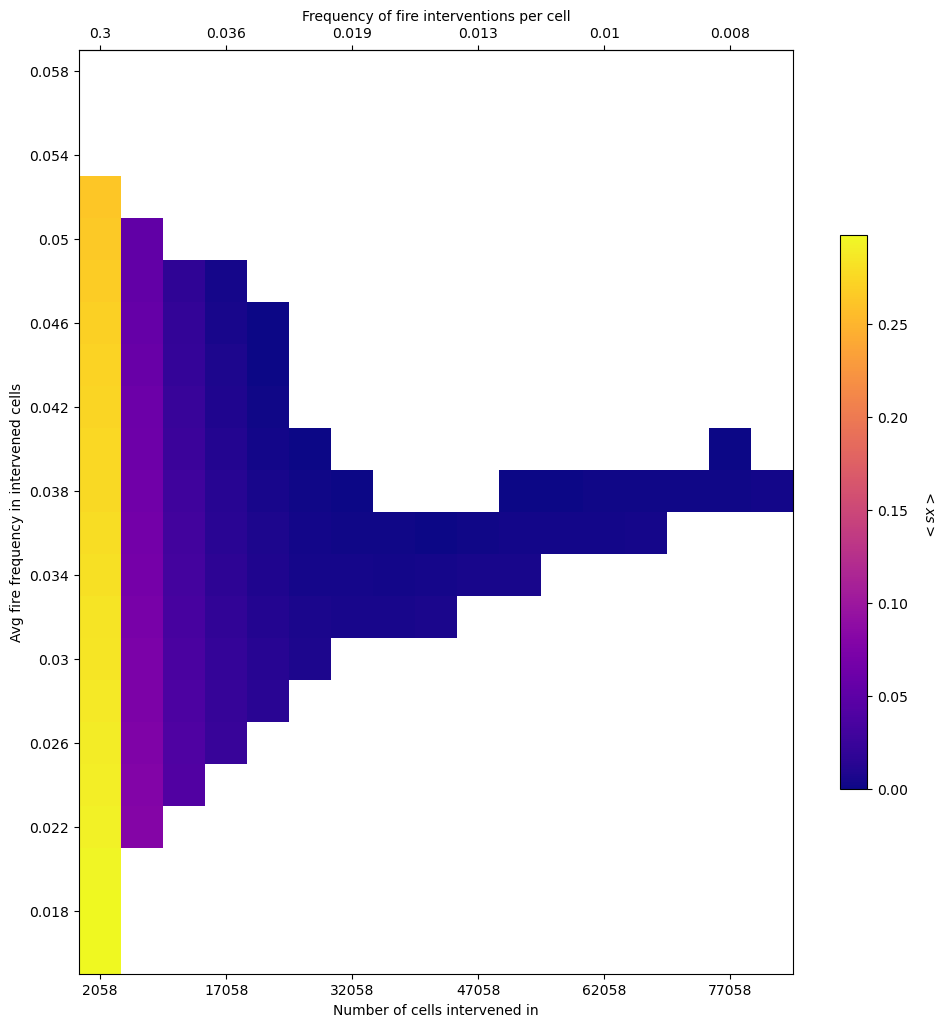 Frequency of fire interventions per cell
0.3 0.036 0.019 0.013 0.01 0.008
0.058
0.054
0.05
0.046
0.042
0.038
0.034
0.03
0.026
0.022
0.018
Avg fire frequency in intervened cells
2058 17058 32058 47058 62058 77058
Number of cells intervened in
0.25
0.20
0.15
0.10
0.05
0.00
< sx >